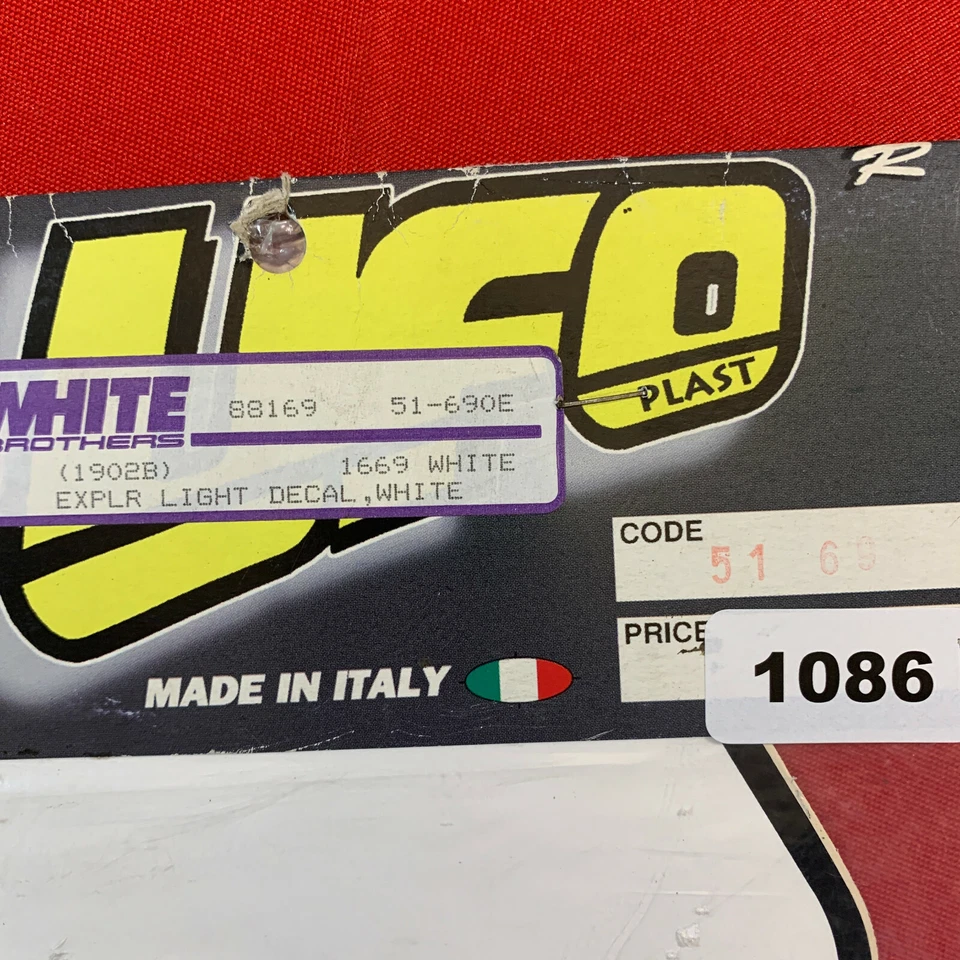 R
UFO
PLAST
WHITE
BROTHERS
88169 51-690E
(1902B) 1669 WHITE
EXPLR LIGHT DECAL,WHITE
CODE
51 69
PRICE
1086
MADE IN ITALY